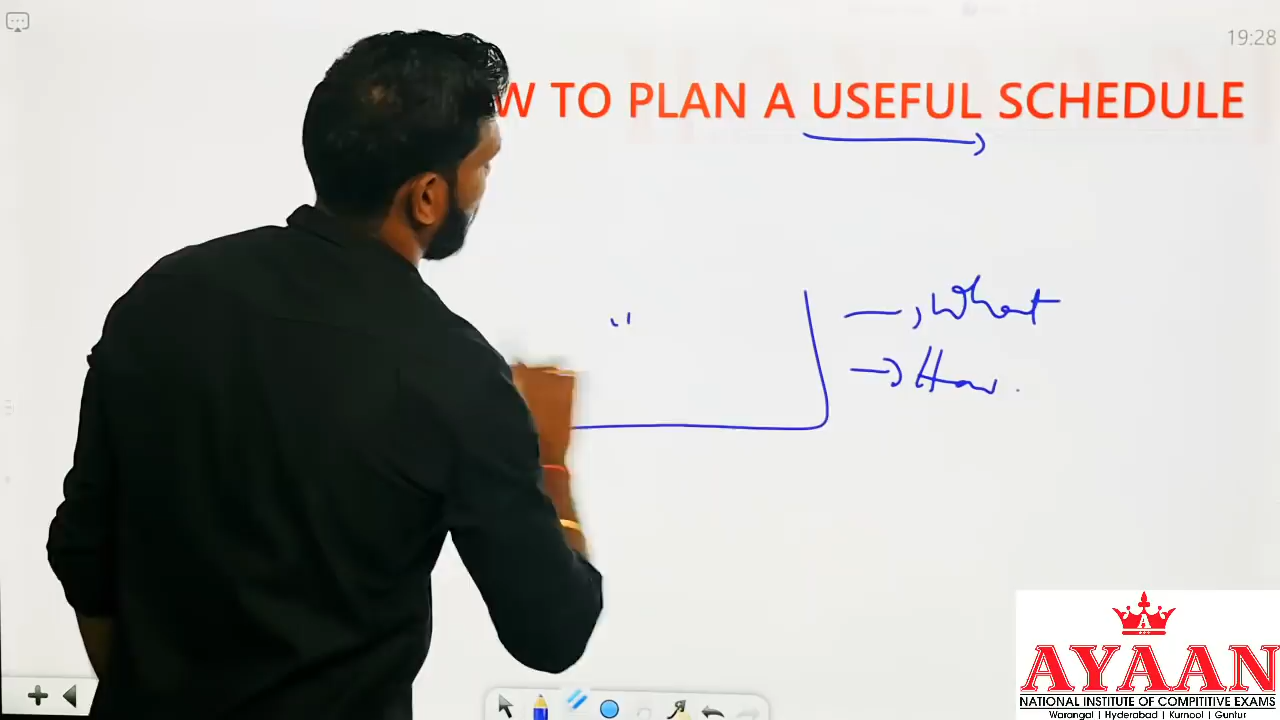 19:28
W TO PLAN A USEFUL SCHEDULE
What
How
AYAAN
NATIONAL INSTITUTE OF COMPITITIVE EXAMS
Warangal | Hyderabad | Kurnool | Guntur